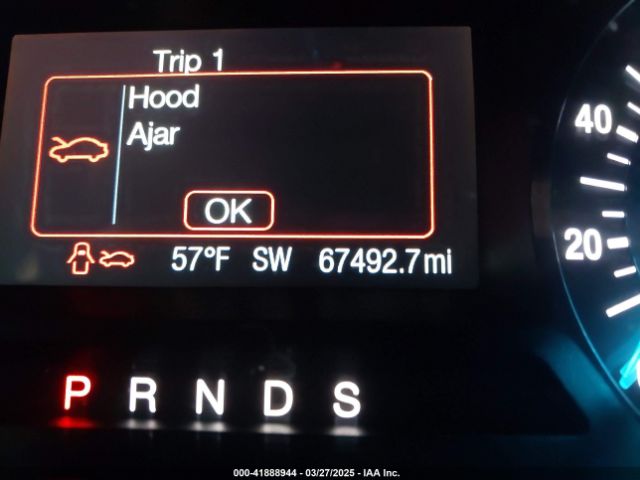 Trip 1
Hood
Ajar
OK
57°F SW 67492.7mi
40
20
P R N D S
000-41888944 - 03/27/2025 - IAA Inc.